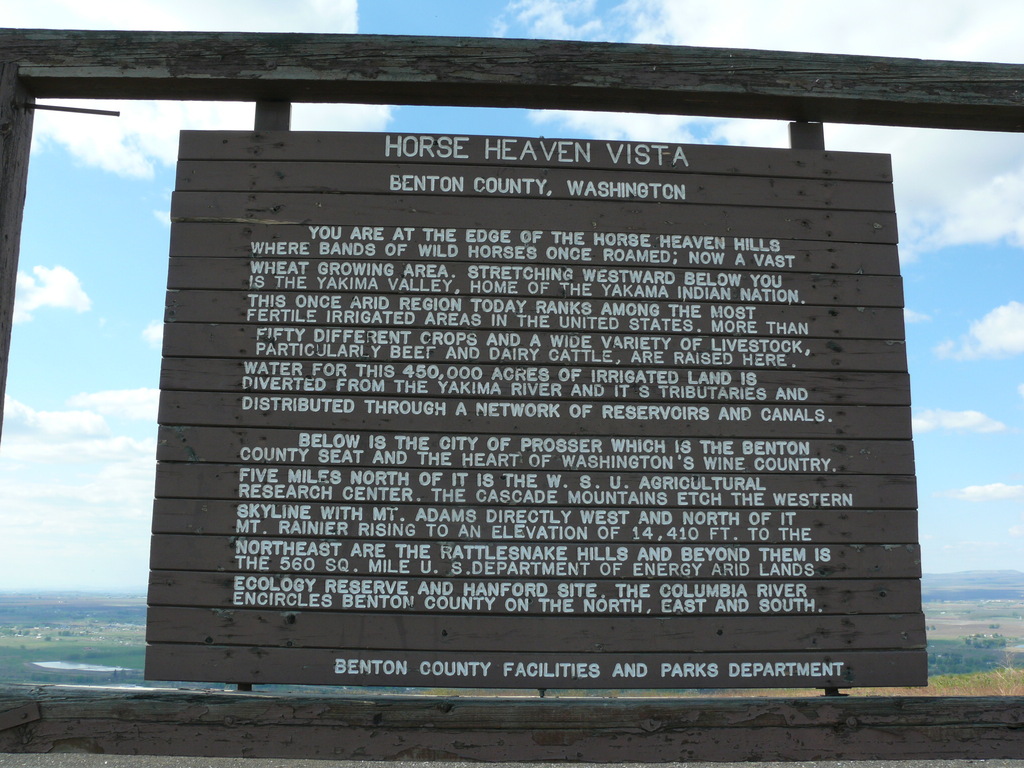 HORSE HEAVEN VISTA
BENTON COUNTY, WASHINGTON
YOU ARE AT THE EDGE OF THE HORSE HEAVEN HILLS
WHERE BANDS OF WILD HORSES ONCE ROAMED; NOW A VAST
WHEAT GROWING AREA. STRETCHING WESTWARD BELOW YOU
IS THE YAKIMA VALLEY, HOME OF THE YAKAMA INDIAN NATION.
THIS ONCE ARID REGION TODAY RANKS AMONG THE MOST
FERTILE IRRIGATED AREAS IN THE UNITED STATES. MORE THAN
FIFTY DIFFERENT CROPS AND A WIDE VARIETY OF LIVESTOCK,
PARTICULARLY BEEF AND DAIRY CATTLE, ARE RAISED HERE.
WATER FOR THIS 450,000 ACRES OF IRRIGATED LAND IS
DIVERTED FROM THE YAKIMA RIVER AND IT'S TRIBUTARIES AND
DISTRIBUTED THROUGH A NETWORK OF RESERVOIRS AND CANALS.
BELOW IS THE CITY OF PROSSER WHICH IS THE BENTON
COUNTY SEAT AND THE HEART OF WASHINGTON'S WINE COUNTRY.
FIVE MILES NORTH OF IT IS THE W. S. U. AGRICULTURAL
RESEARCH CENTER. THE CASCADE MOUNTAINS ETCH THE WESTERN
SKYLINE WITH MT. ADAMS DIRECTLY WEST AND NORTH OF IT
MT. RAINIER RISING TO AN ELEVATION OF 14,410 FT. TO THE
NORTHEAST ARE THE RATTLESNAKE HILLS AND BEYOND THEM IS
THE 560 SQ. MILE U. S. DEPARTMENT OF ENERGY ARID LANDS
ECOLOGY RESERVE AND HANFORD SITE. THE COLUMBIA RIVER
ENCIRCLES BENTON COUNTY ON THE NORTH, EAST AND SOUTH.
BENTON COUNTY FACILITIES AND PARKS DEPARTMENT